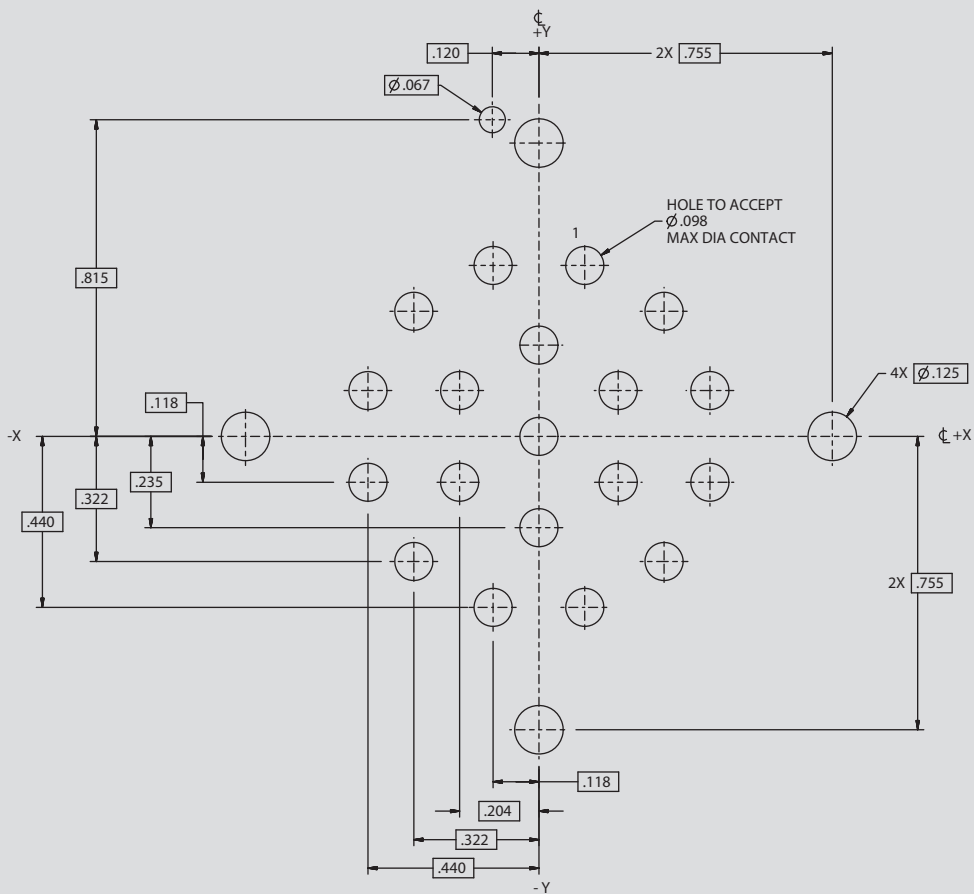 ℄
+Y
.120
2X .755
Ø.067
HOLE TO ACCEPT
Ø.098
MAX DIA CONTACT
1
.815
4X Ø.125
.118
-X
℄ +X
.235
.322
.440
2X .755
.118
.204
.322
.440
- Y